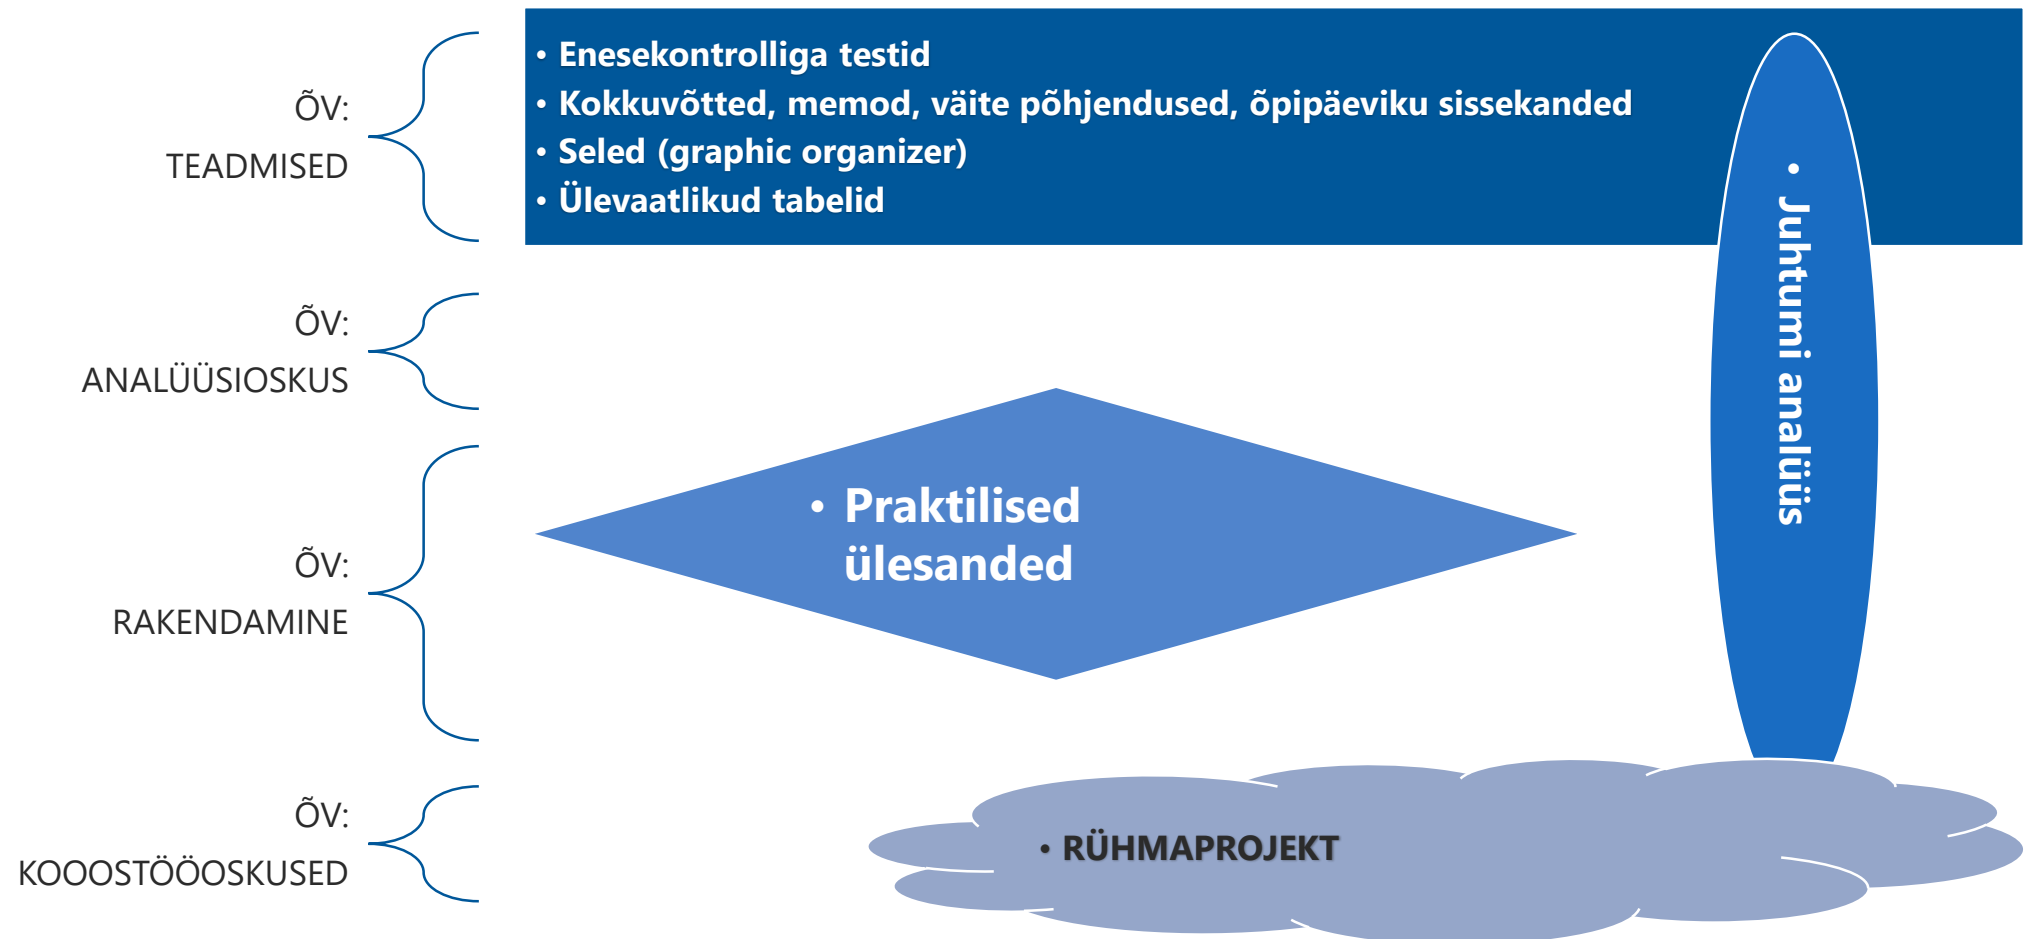 ÕV:
TEADMISED
• Enesekontrolliga testid
• Kokkuvõtted, memod, väite põhjendused, õpipäeviku sissekanded
• Seled (graphic organizer)
• Ülevaatlikud tabelid
• Juhtumi analüüs
ÕV:
ANALÜÜSIOSKUS
ÕV:
RAKENDAMINE
• Praktilised
ülesanded
ÕV:
KOOOSTÖÖOSKUSED
• RÜHMAPROJEKT